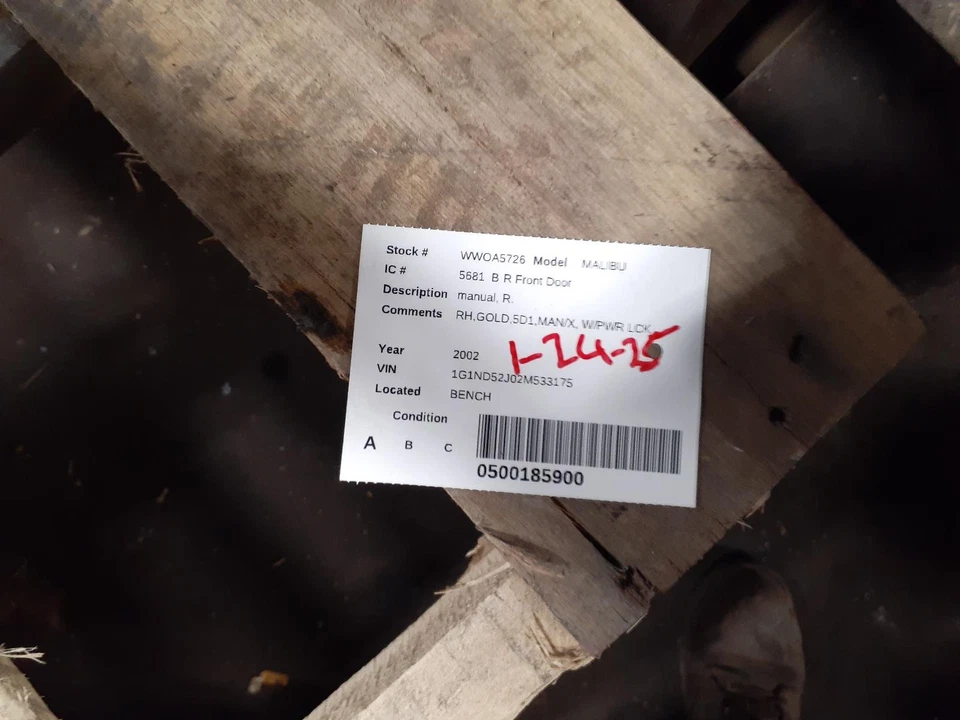 Stock # WWOA5726 Model MALIBU
IC # 5681 B R Front Door
Description manual, R.
Comments RH,GOLD,5D1,MAN/X, W/PWR LCK,
1-24-25
Year 2002
VIN 1G1ND52J02M533175
Located BENCH
Condition
A B C
0500185900